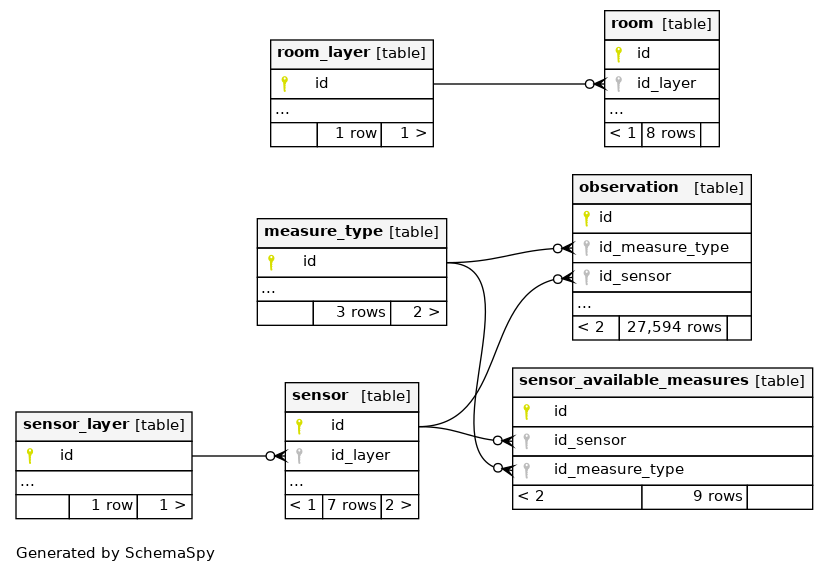 room_layer [table]
id
...
1 row 1 >
room [table]
id
id_layer
...
< 1 8 rows
observation [table]
id
id_measure_type
id_sensor
...
< 2 27,594 rows
measure_type [table]
id
...
3 rows 2 >
sensor_available_measures [table]
id
id_sensor
id_measure_type
< 2 9 rows
sensor [table]
id
id_layer
...
< 1 7 rows 2 >
sensor_layer [table]
id
...
1 row 1 >
Generated by SchemaSpy